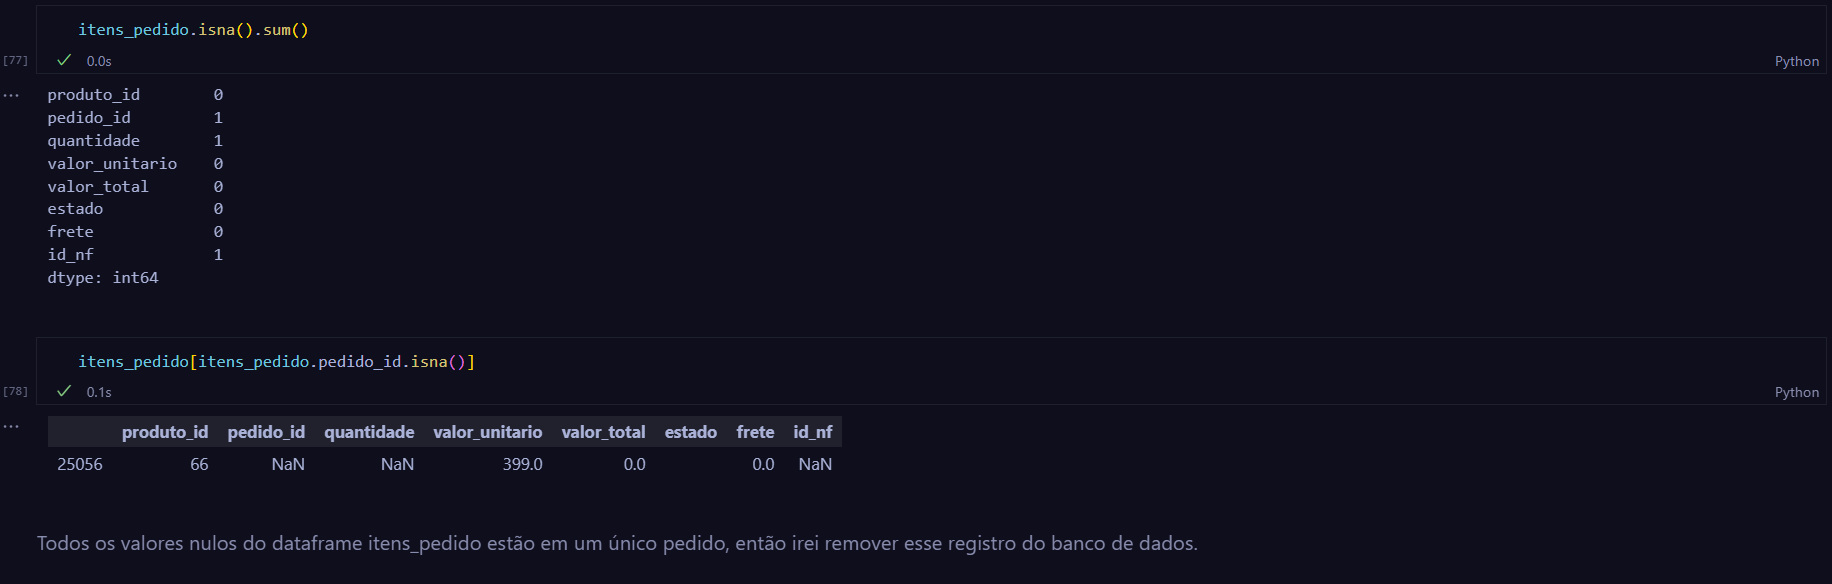 itens_pedido.isna().sum()
[77] 0.0s Python
produto_id 0
pedido_id 1
quantidade 1
valor_unitario 0
valor_total 0
estado 0
frete 0
id_nf 1
dtype: int64
itens_pedido[itens_pedido.pedido_id.isna()]
[78] 0.1s Python
produto_id pedido_id quantidade valor_unitario valor_total estado frete id_nf
25056 66 NaN NaN 399.0 0.0 0.0 NaN
Todos os valores nulos do dataframe itens_pedido estão em um único pedido, então irei remover esse registro do banco de dados.